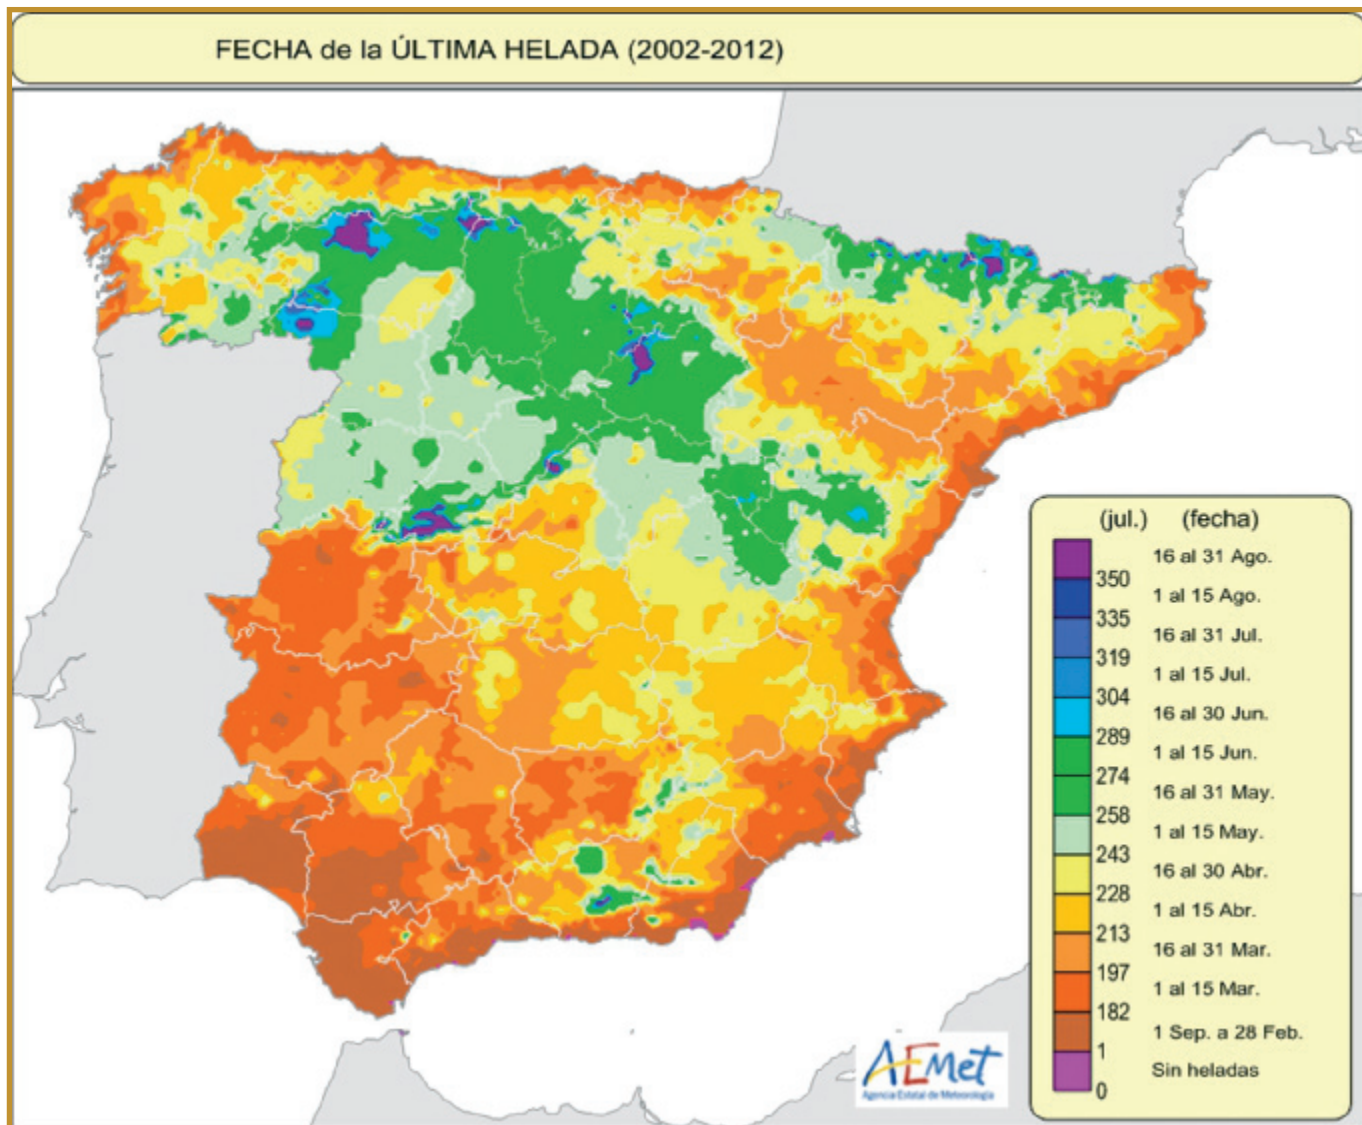 FECHA de la ÚLTIMA HELADA (2002-2012)
(jul.) (fecha)
16 al 31 Ago.
350
1 al 15 Ago.
335
16 al 31 Jul.
319
1 al 15 Jul.
304
16 al 30 Jun.
289
1 al 15 Jun.
274
16 al 31 May.
258
1 al 15 May.
243
16 al 30 Abr.
228
1 al 15 Abr.
213
16 al 31 Mar.
197
1 al 15 Mar.
182
1 Sep. a 28 Feb.
1
Sin heladas
0
AEMet
Agencia Estatal de Meteorología